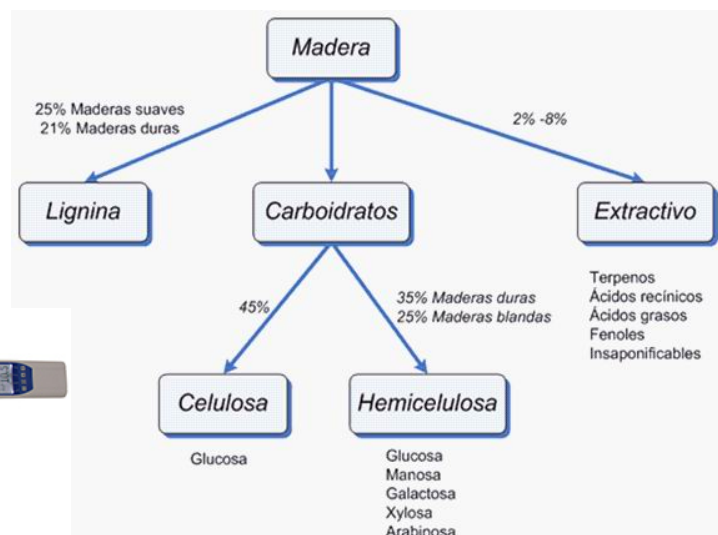 Madera
25% Maderas suaves
21% Maderas duras
2% -8%
Lignina
Carboidratos
Extractivo
Terpenos
Ácidos recínicos
Ácidos grasos
Fenoles
Insaponificables
45%
35% Maderas duras
25% Maderas blandas
Celulosa
Hemicelulosa
Glucosa
Glucosa
Manosa
Galactosa
Xylosa
Arabinosa